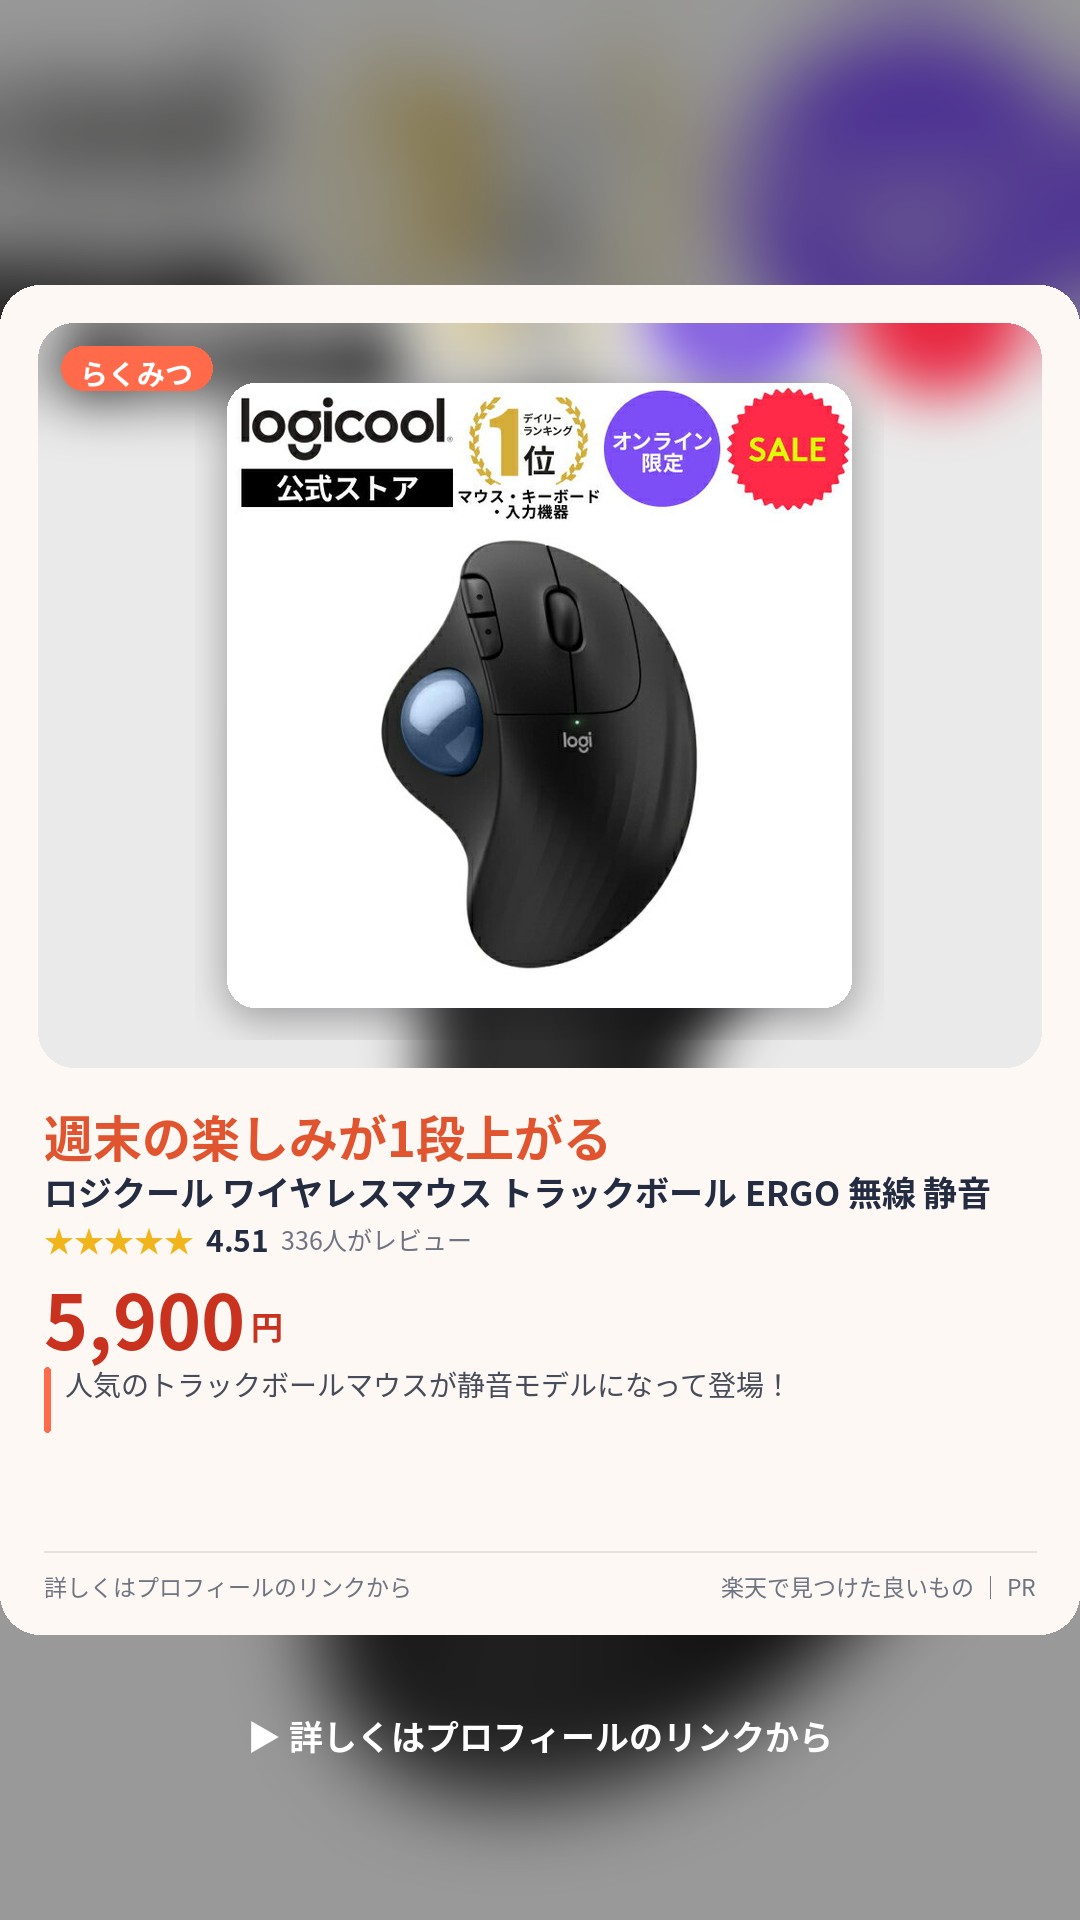 らくみつ
logicool
公式ストア
デイリー
ランキング
1位
マウス・キーボード
・入力機器
オンライン
限定
SALE
logi
週末の楽しみが1段上がる
ロジクール ワイヤレスマウス トラックボール ERGO 無線 静音
★★★★★ 4.51 336人がレビュー
5,900円
人気のトラックボールマウスが静音モデルになって登場！
詳しくはプロフィールのリンクから
楽天で見つけた良いもの｜PR
▶ 詳しくはプロフィールのリンクから